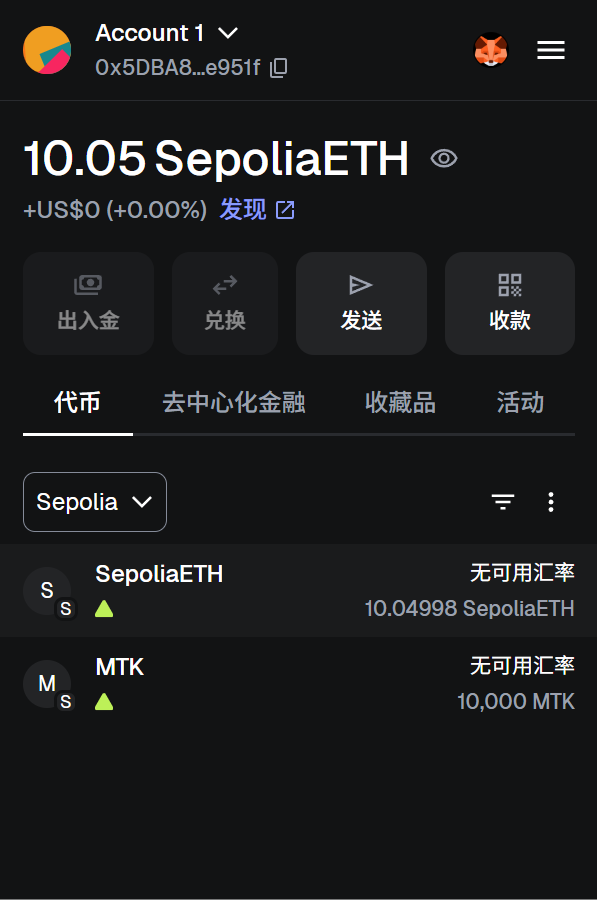 Account 1
0x5DBA8...e951f
10.05 SepoliaETH
+US$0 (+0.00%) 发现
出入金 兑换 发送 收款
代币 去中心化金融 收藏品 活动
Sepolia
S S SepoliaETH 无可用汇率
10.04998 SepoliaETH
M S MTK 无可用汇率
10,000 MTK